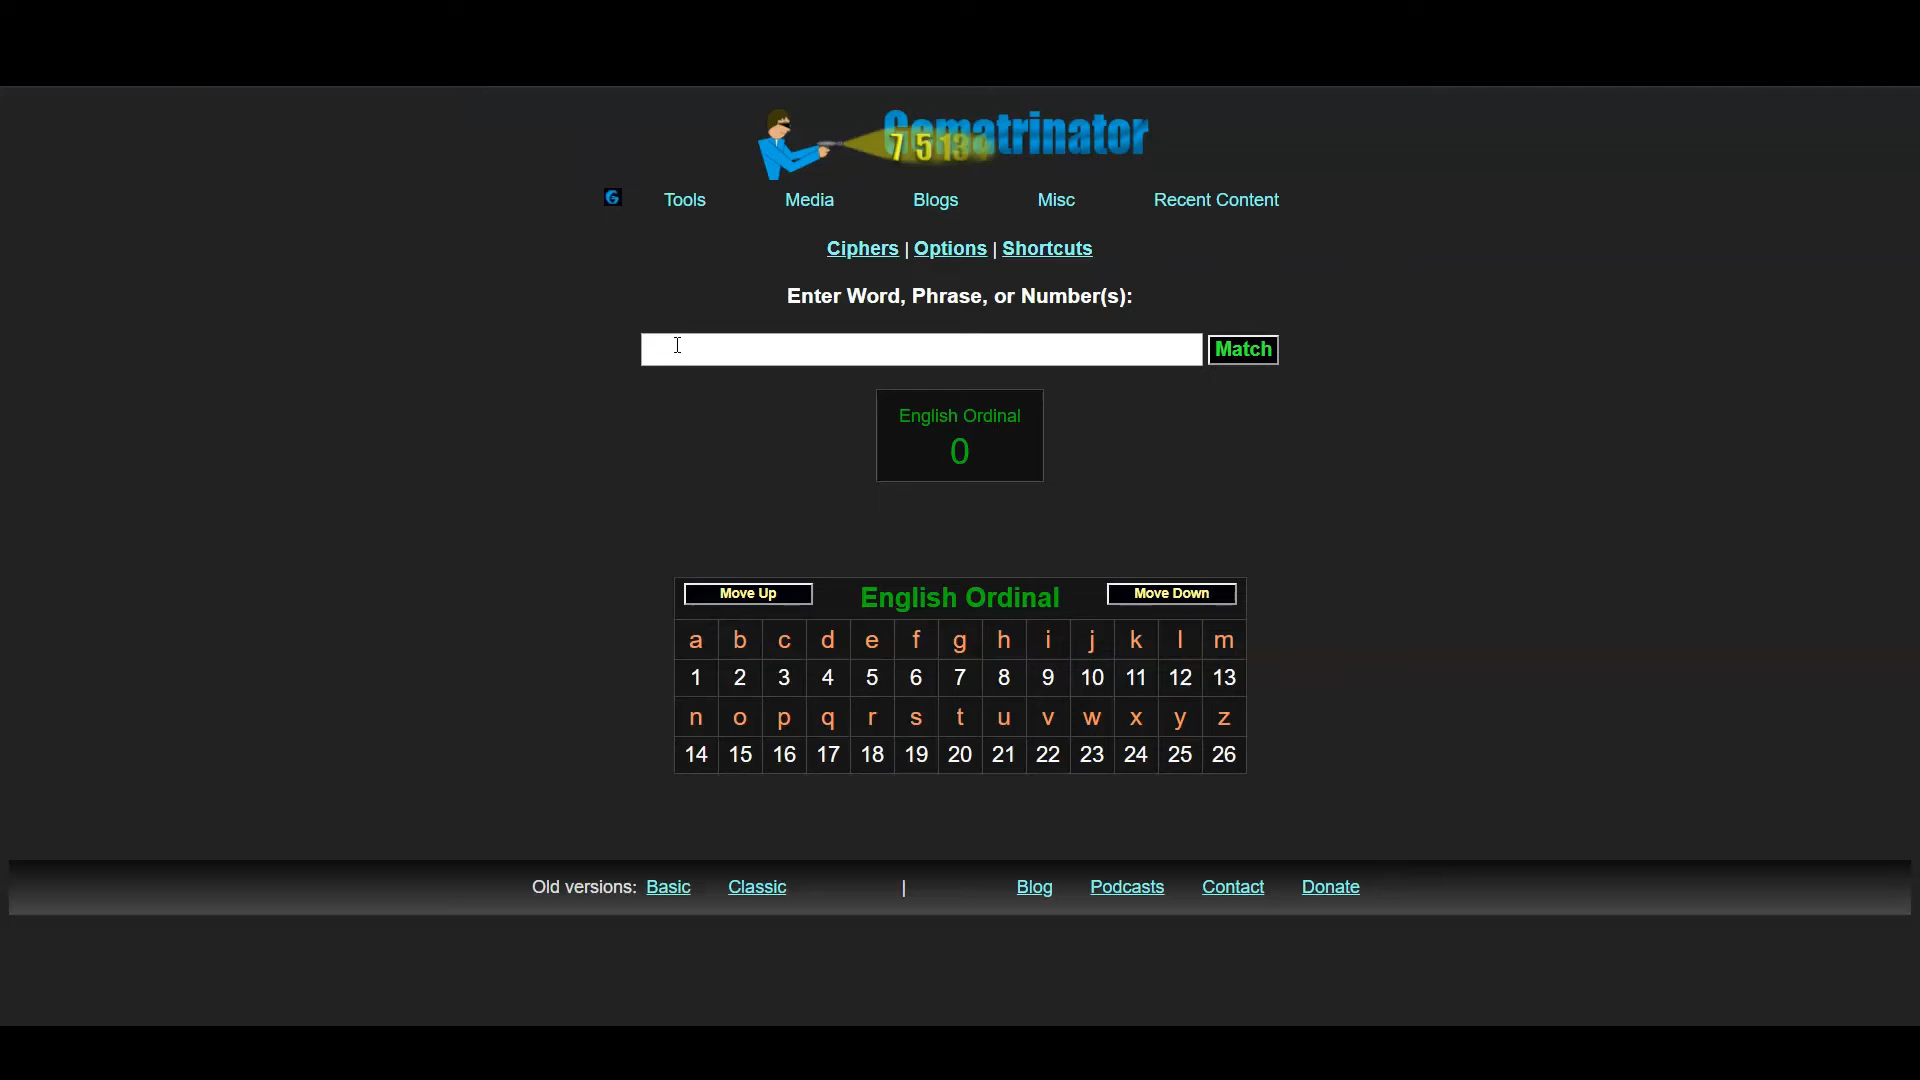 Gematrinator
7 5 13
G
Tools Media Blogs Misc Recent Content
Ciphers | Options | Shortcuts
Enter Word, Phrase, or Number(s):
Match
English Ordinal
0
Move Up English Ordinal Move Down
a b c d e f g h i j k l m
1 2 3 4 5 6 7 8 9 10 11 12 13
n o p q r s t u v w x y z
14 15 16 17 18 19 20 21 22 23 24 25 26
Old versions: Basic Classic | Blog Podcasts Contact Donate